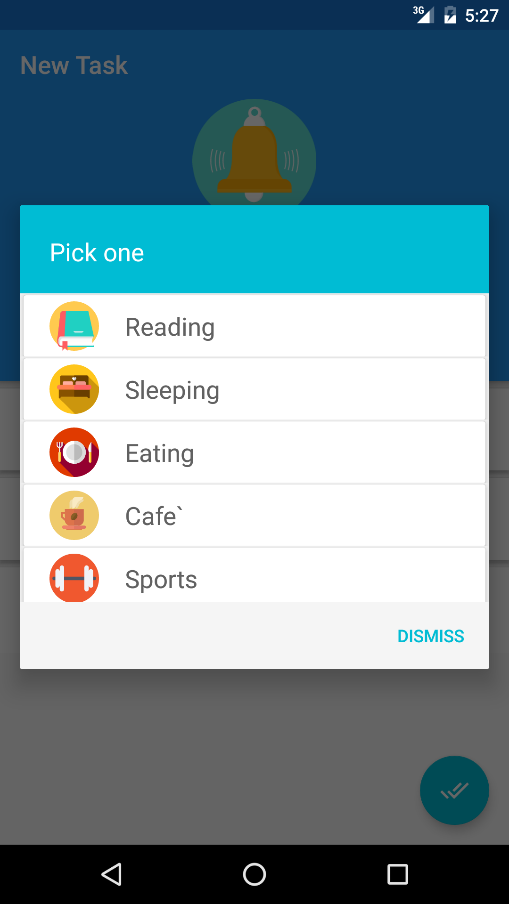 3G 5:27
New Task
Pick one
Reading
Sleeping
Eating
Cafe`
Sports
DISMISS